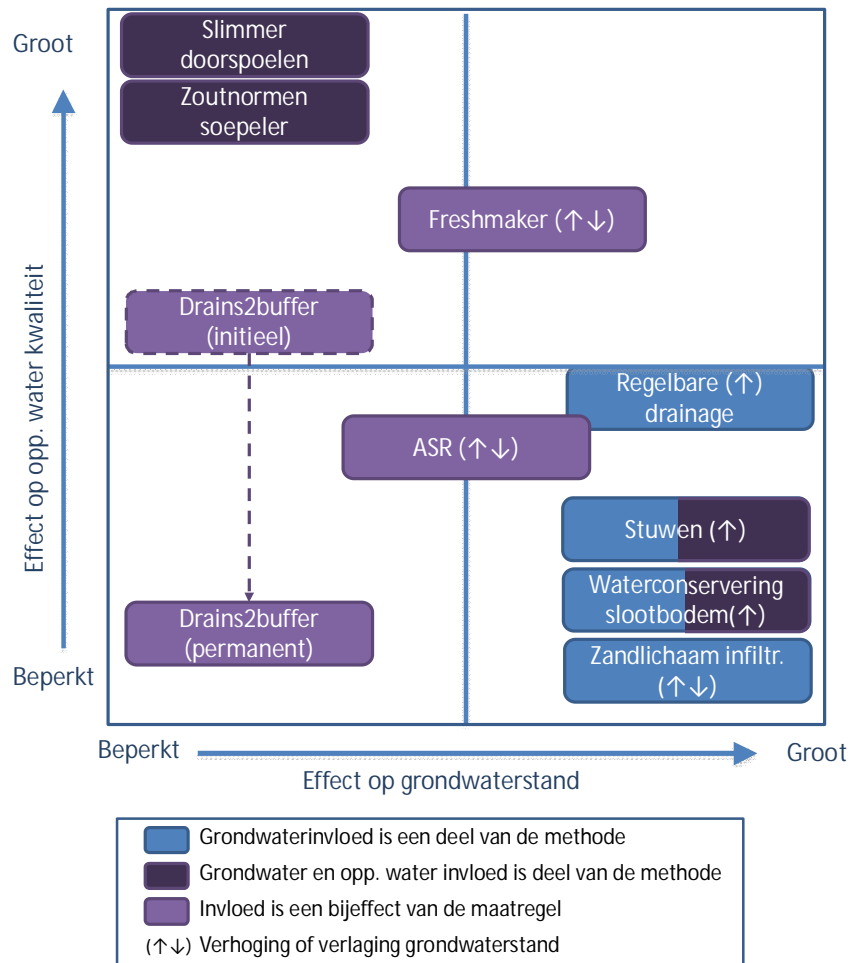 Groot
Slimmer
doorspoelen
Zoutnormen
soepeler
Freshmaker (↑↓)
Effect op opp. water kwaliteit
Drains2buffer
(initieel)
Regelbare (↑)
drainage
ASR (↑↓)
Stuwen (↑)
Waterconservering
slootbodem(↑)
Drains2buffer
(permanent)
Zandlichaam infiltr.
(↑↓)
Beperkt
Beperkt
Groot
Effect op grondwaterstand
Grondwaterinvloed is een deel van de methode
Grondwater en opp. water invloed is deel van de methode
Invloed is een bijeffect van de maatregel
(↑↓) Verhoging of verlaging grondwaterstand